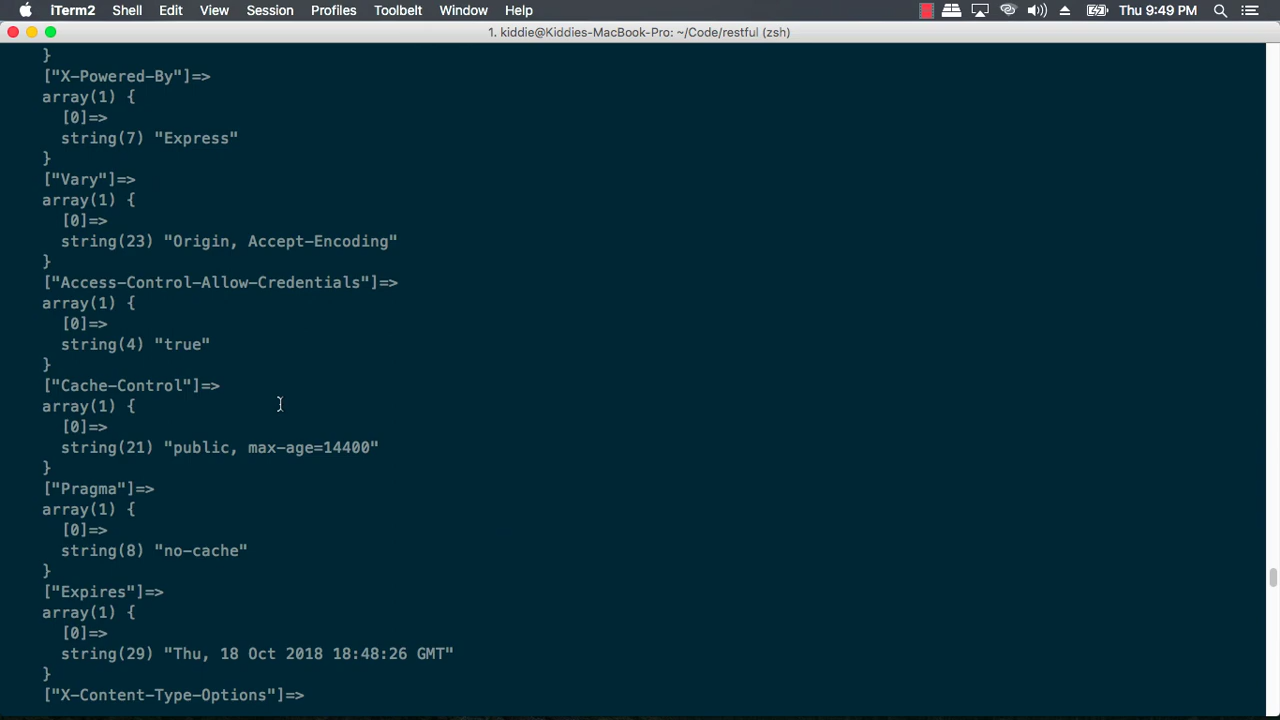 iTerm2 Shell Edit View Session Profiles Toolbelt Window Help Thu 9:49 PM
1. kiddie@Kiddies-MacBook-Pro: ~/Code/restful (zsh)
}
["X-Powered-By"]=>
array(1) {
[0]=>
string(7) "Express"
}
["Vary"]=>
array(1) {
[0]=>
string(23) "Origin, Accept-Encoding"
}
["Access-Control-Allow-Credentials"]=>
array(1) {
[0]=>
string(4) "true"
}
["Cache-Control"]=>
array(1) {
[0]=>
string(21) "public, max-age=14400"
}
["Pragma"]=>
array(1) {
[0]=>
string(8) "no-cache"
}
["Expires"]=>
array(1) {
[0]=>
string(29) "Thu, 18 Oct 2018 18:48:26 GMT"
}
["X-Content-Type-Options"]=>